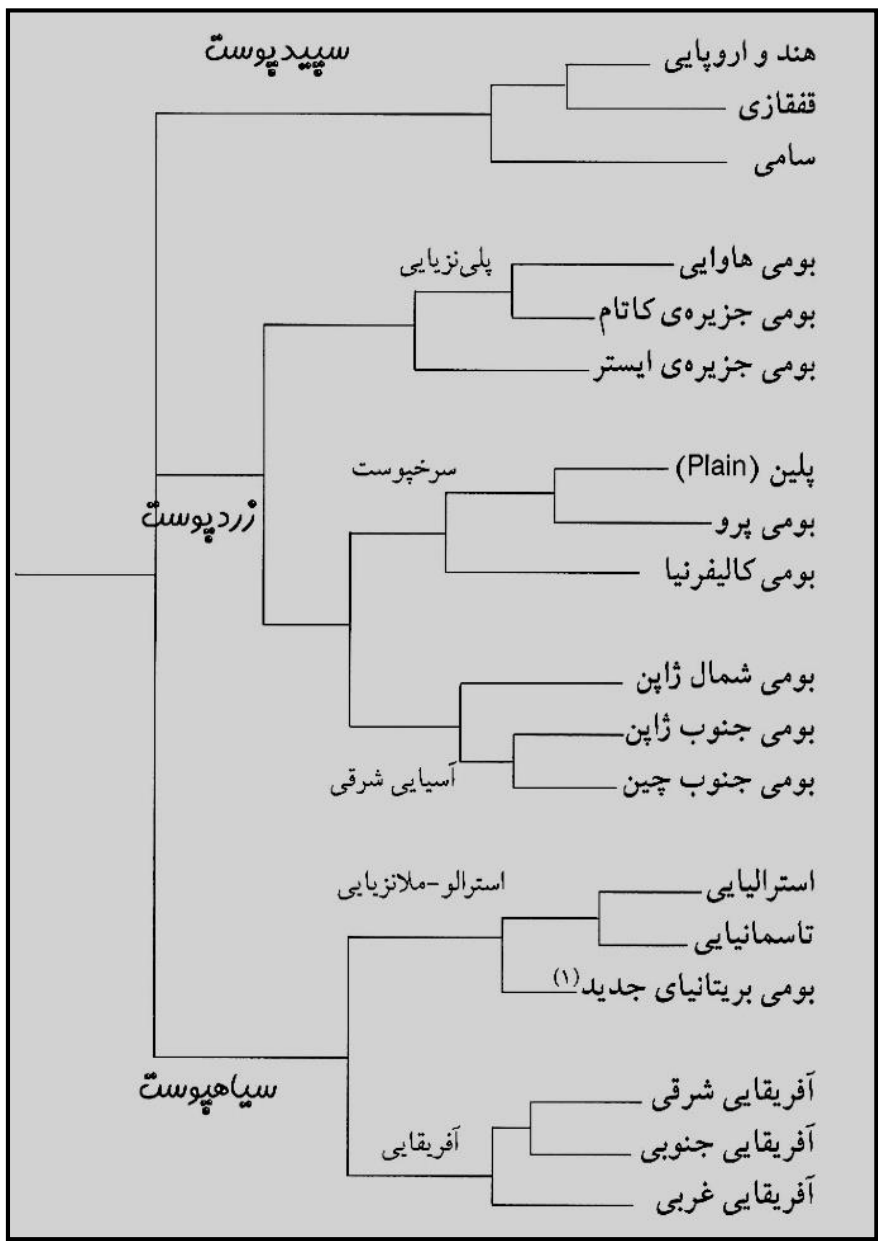 سپیدپوست
هند و اروپایی
قفقازی
سامی
پلی‌نزیایی
بومی هاوایی
بومی جزیره‌ی کاتام
بومی جزیره‌ی ایستر
سرخپوست
پلین (Plain)
بومی پرو
بومی کالیفرنیا
زردپوست
بومی شمال ژاپن
بومی جنوب ژاپن
بومی جنوب چین
آسیایی شرقی
استرالو-ملانزیایی
استرالیایی
تاسمانیایی
بومی بریتانیای جدید(۱)
سیاهپوست
آفریقایی شرقی
آفریقایی
آفریقایی جنوبی
آفریقایی غربی